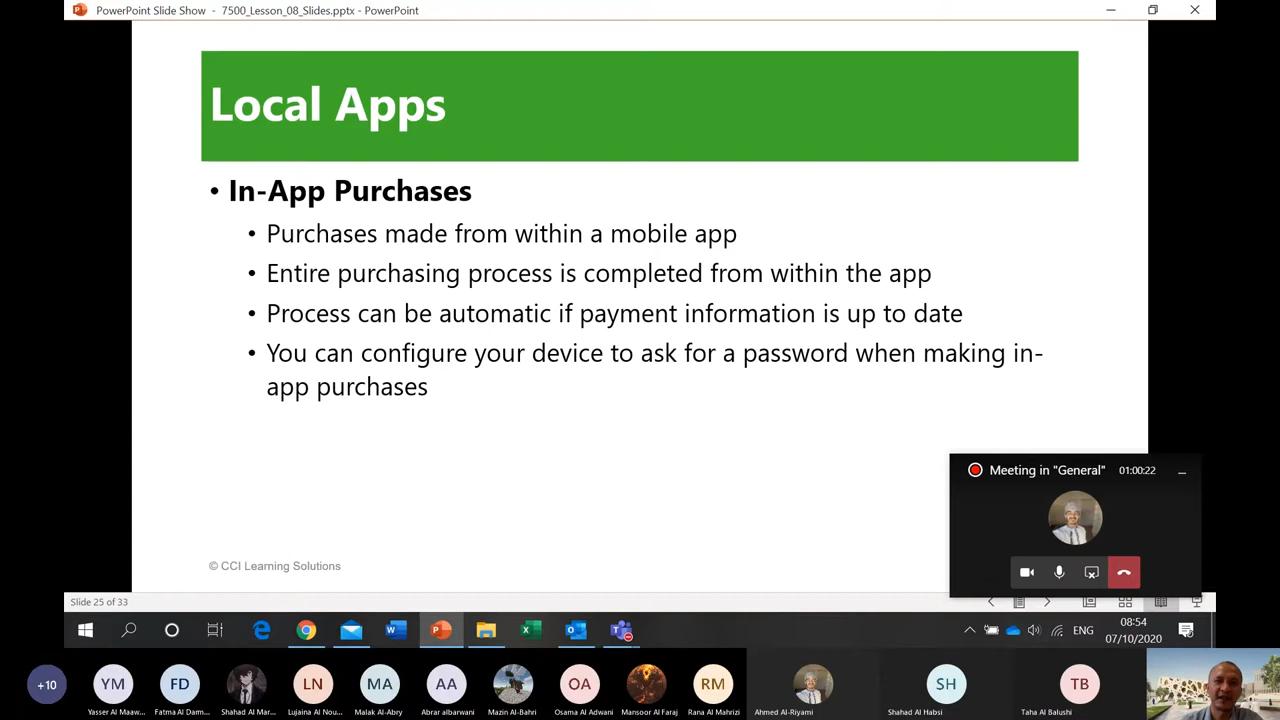 PowerPoint Slide Show - 7500_Lesson_08_Slides.pptx - PowerPoint
Local Apps
• In-App Purchases
• Purchases made from within a mobile app
• Entire purchasing process is completed from within the app
• Process can be automatic if payment information is up to date
• You can configure your device to ask for a password when making in-
app purchases
Meeting in "General" 01:00:22
© CCI Learning Solutions
Slide 25 of 33
ENG
08:54
07/10/2020
+10
YM
FD
LN
MA
AA
OA
RM
SH
TB
Yasser Al Maaw...
Fatma Al Darm...
Shahad Al Mar...
Lujaina Al Nou...
Malak Al-Abry
Abrar albarwani
Mazin Al-Bahri
Osama Al Adwani
Mansoor Al Faraj
Rana Al Mahrizi
Ahmed Al-Riyami
Shahad Al Habsi
Taha Al Balushi